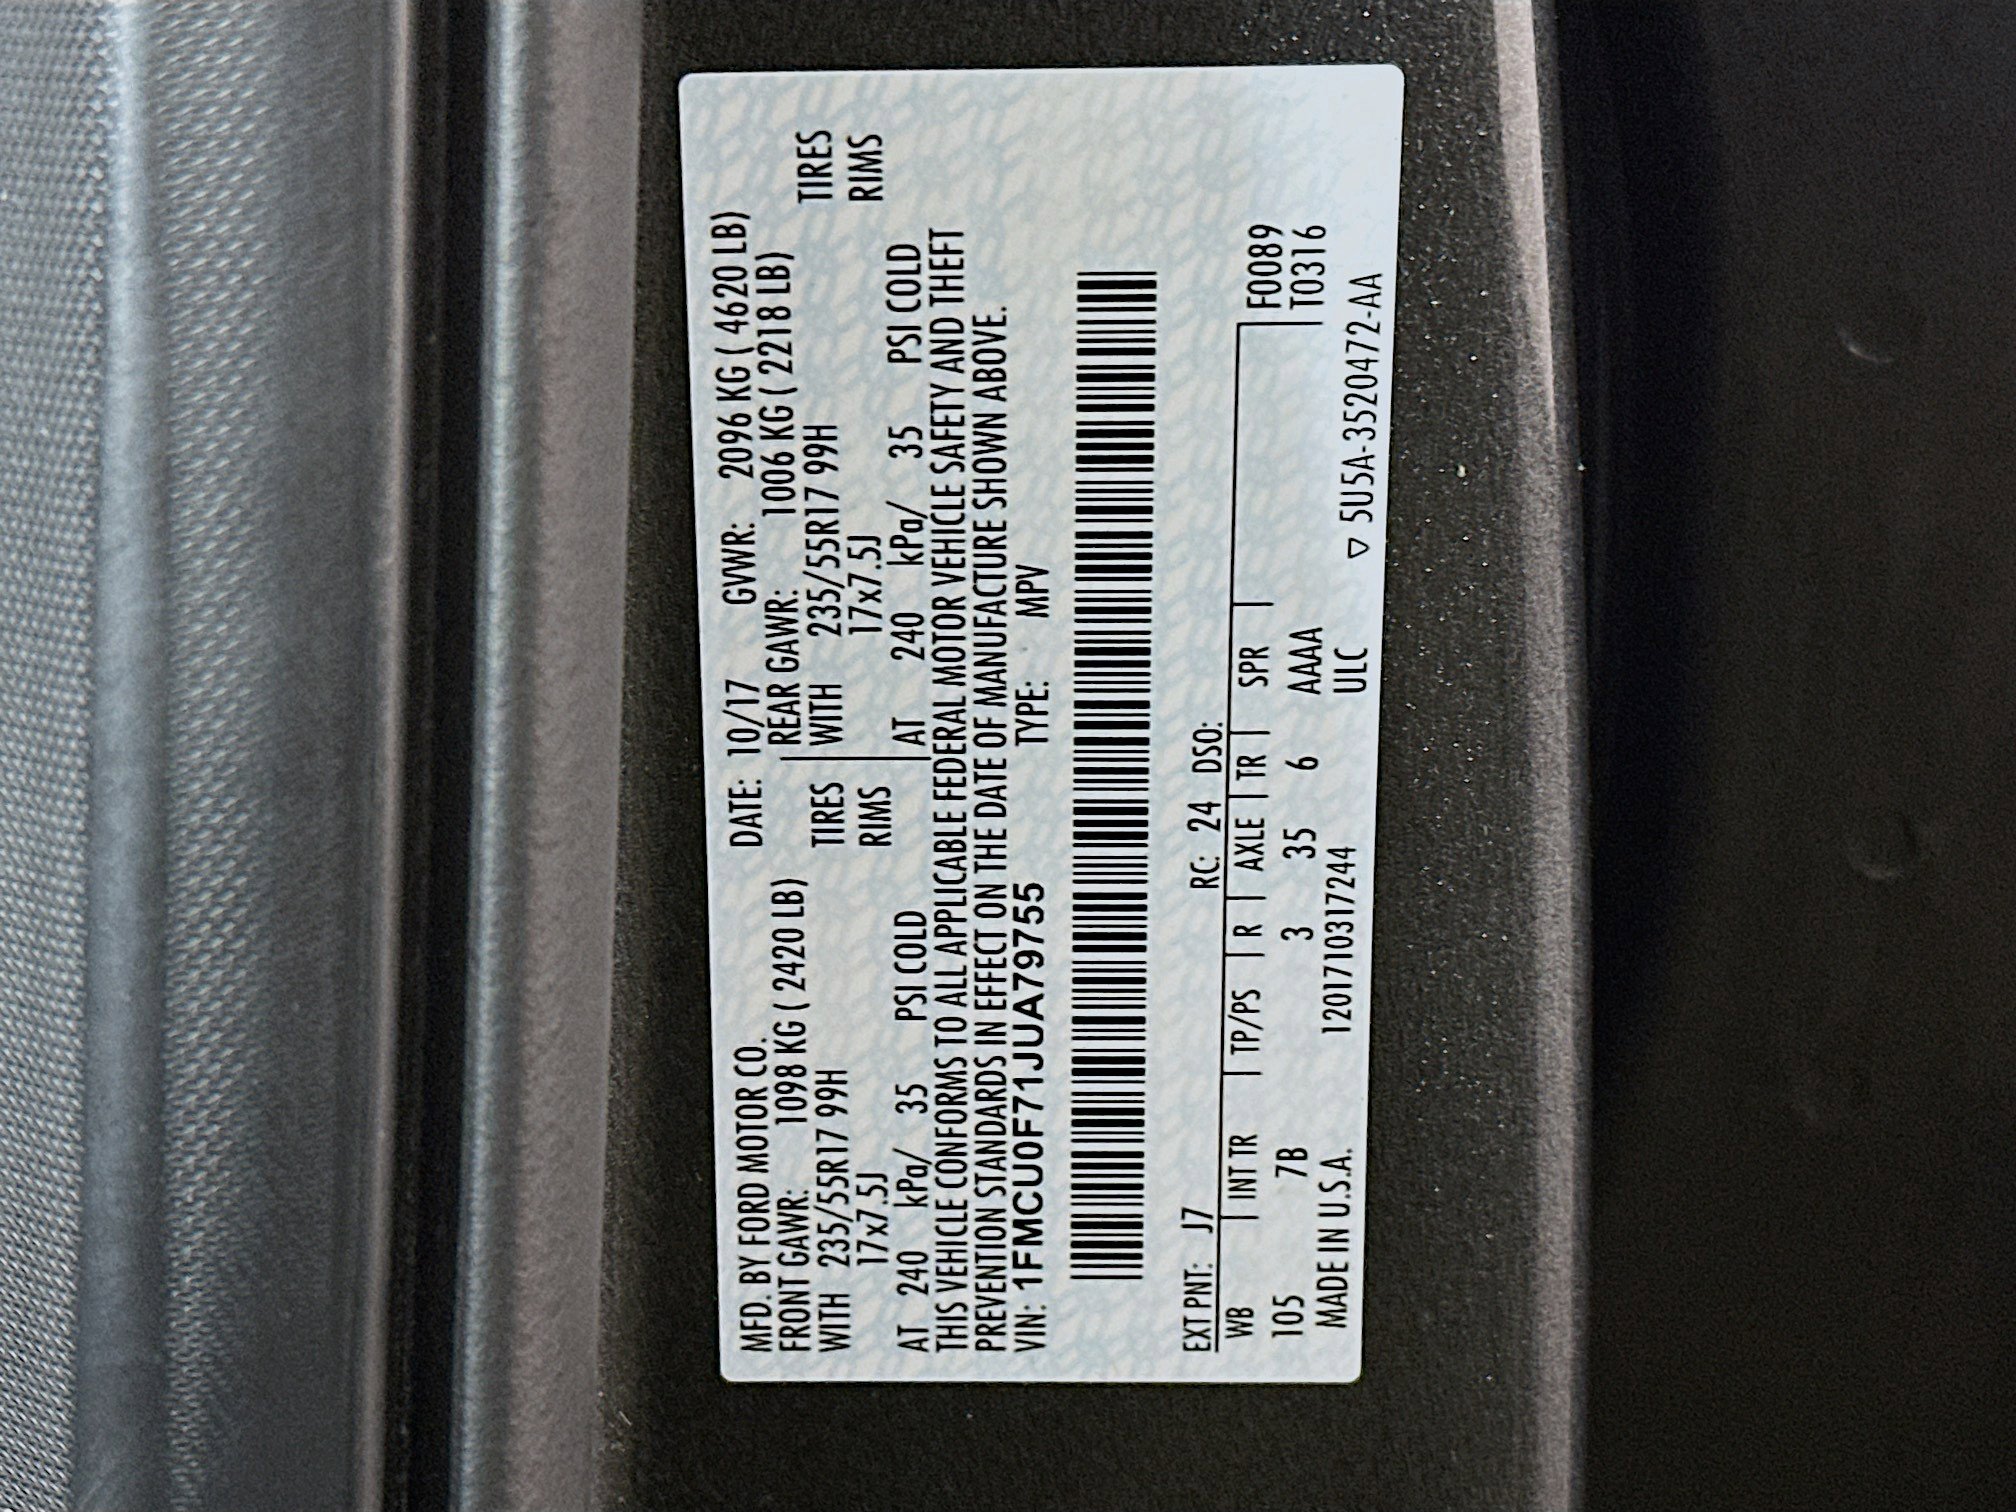 MFD. BY FORD MOTOR CO. DATE: 10/17 GVWR: 2096 KG ( 4620 LB)
FRONT GAWR: 1098 KG ( 2420 LB) REAR GAWR: 1006 KG ( 2218 LB)
WITH 235/55R17 99H TIRES WITH 235/55R17 99H TIRES
17x7.5J RIMS 17x7.5J RIMS
AT 240 kPa/ 35 PSI COLD AT 240 kPa/ 35 PSI COLD
THIS VEHICLE CONFORMS TO ALL APPLICABLE FEDERAL MOTOR VEHICLE SAFETY AND THEFT
PREVENTION STANDARDS IN EFFECT ON THE DATE OF MANUFACTURE SHOWN ABOVE.
VIN: 1FMCU0F71JUA79755 TYPE: MPV
EXT PNT: J7 RC: 24 DSO:
WB INT TR TP/PS R AXLE TR SPR F0089
105 7B 3 35 6 AAAA T0316
MADE IN U.S.A. 12017103172​44 ULC
▽ 5U5A-3520472-AA